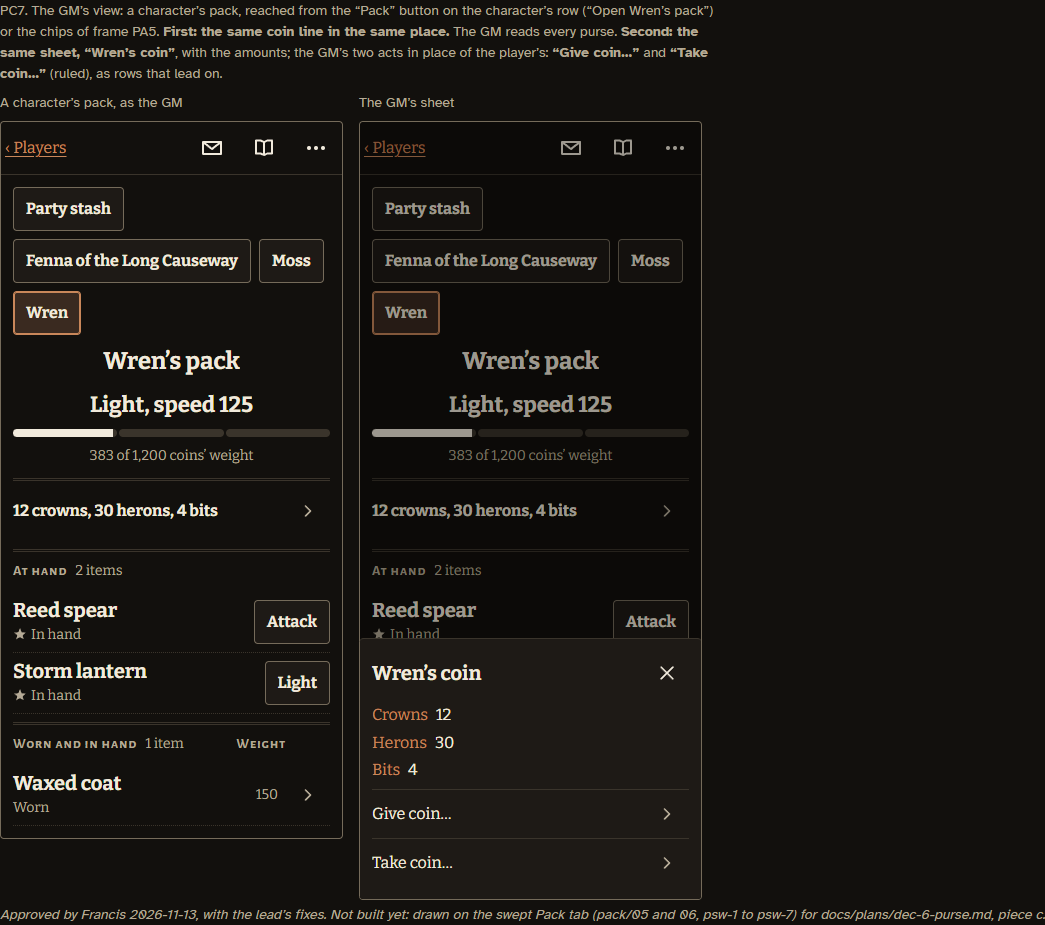 PC7. The GM's view: a character's pack, reached from the “Pack” button on the character's row (“Open Wren's pack”)
or the chips of frame PA5. First: the same coin line in the same place. The GM reads every purse. Second: the
same sheet, “Wren's coin”, with the amounts; the GM's two acts in place of the player's: “Give coin…” and “Take
coin…” (ruled), as rows that lead on.
A character's pack, as the GM
‹ Players
Party stash
Fenna of the Long Causeway
Moss
Wren
Wren’s pack
Light, speed 125
383 of 1,200 coins’ weight
12 crowns, 30 herons, 4 bits
At hand 2 items
Reed spear
★ In hand
Attack
Storm lantern
★ In hand
Light
Worn and in hand 1 item Weight
Waxed coat
Worn
150
The GM's sheet
‹ Players
Party stash
Fenna of the Long Causeway
Moss
Wren
Wren’s pack
Light, speed 125
383 of 1,200 coins’ weight
12 crowns, 30 herons, 4 bits
At hand 2 items
Reed spear
★ In hand
Attack
Wren’s coin
Crowns 12
Herons 30
Bits 4
Give coin…
Take coin…
Approved by Francis 2026-11-13, with the lead's fixes. Not built yet: drawn on the swept Pack tab (pack/05 and 06, psw-1 to psw-7) for docs/plans/dec-6-purse.md, piece c.